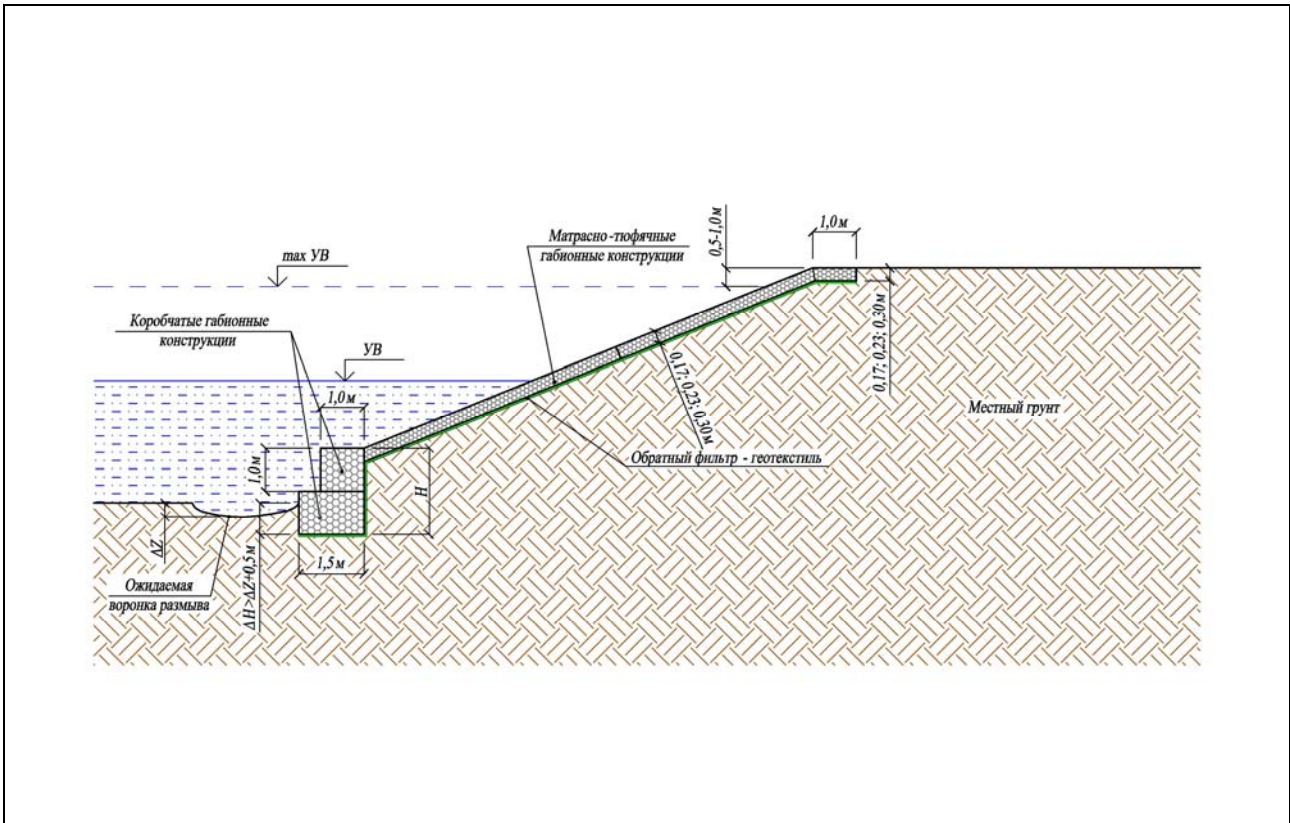 0,5-1,0м
1,0м
Матрасно-тюфячные
габионные конструкции
max УВ
Коробчатые габионные
конструкции
УВ
0,17; 0,23; 0,30м
1,0м
0,17; 0,23; 0,30м
Местный грунт
Обратный фильтр - геотекстиль
1,0м
H
ΔZ
ΔH>ΔZ+0,5м
1,5м
Ожидаемая
воронка размыва